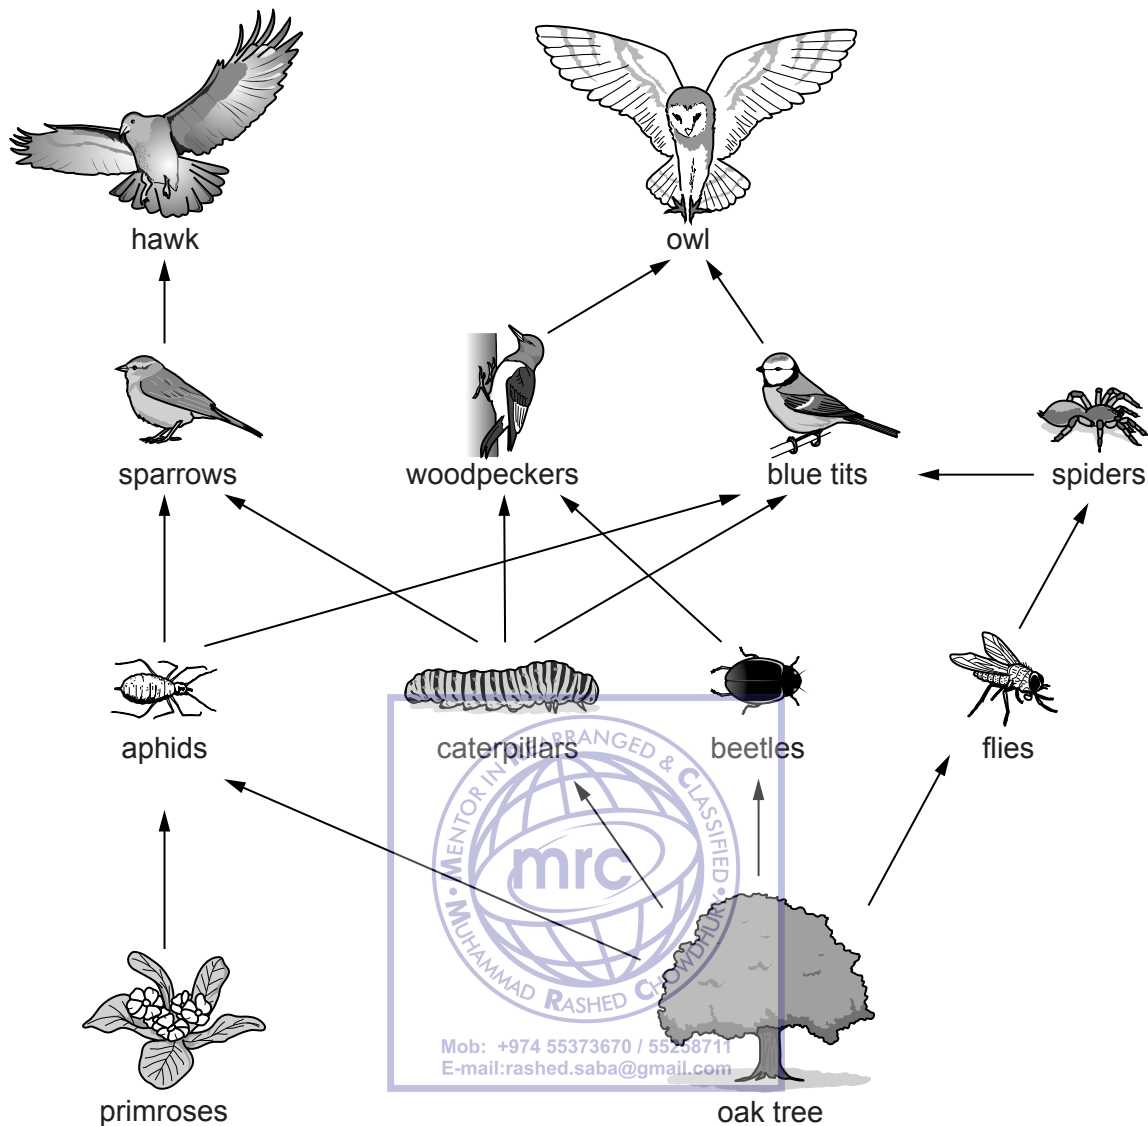 hawk
owl
sparrows
woodpeckers
blue tits
spiders
aphids
caterpillars
beetles
flies
MENTOR IN REARRANGED & CLASSIFIED
mrc
MUHAMMAD RASHED CHOWDHURY
Mob: +974 55373670 / 55258711
E-mail:rashed.saba@gmail.com
primroses
oak tree